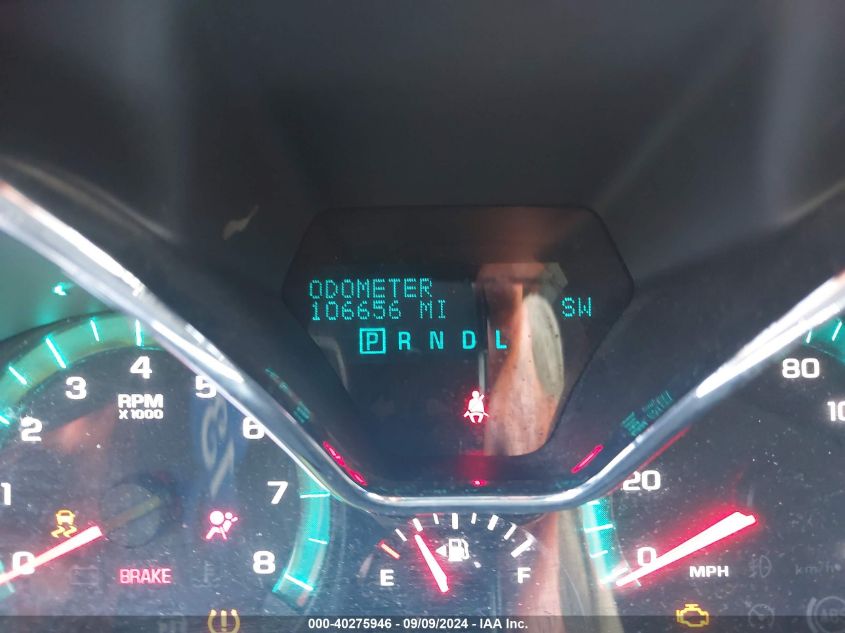 ODOMETER
106656 MI
SW
P R N D L
RPM
X1000
0
1
2
3
4
5
6
7
8
BRAKE
E
F
0
20
80
MPH
km/h
000-40275946 - 09/09/2024 - IAA Inc.